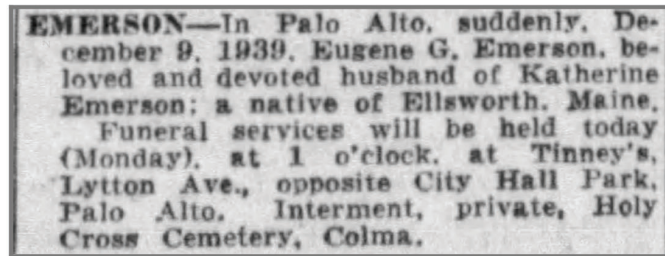 EMERSON—In Palo Alto, suddenly, De-
cember 9, 1939, Eugene G. Emerson, be-
loved and devoted husband of Katherine
Emerson; a native of Ellsworth, Maine.
Funeral services will be held today
(Monday), at 1 o'clock, at Tinney's,
Lytton Ave., opposite City Hall Park,
Palo Alto. Interment, private, Holy
Cross Cemetery, Colma.